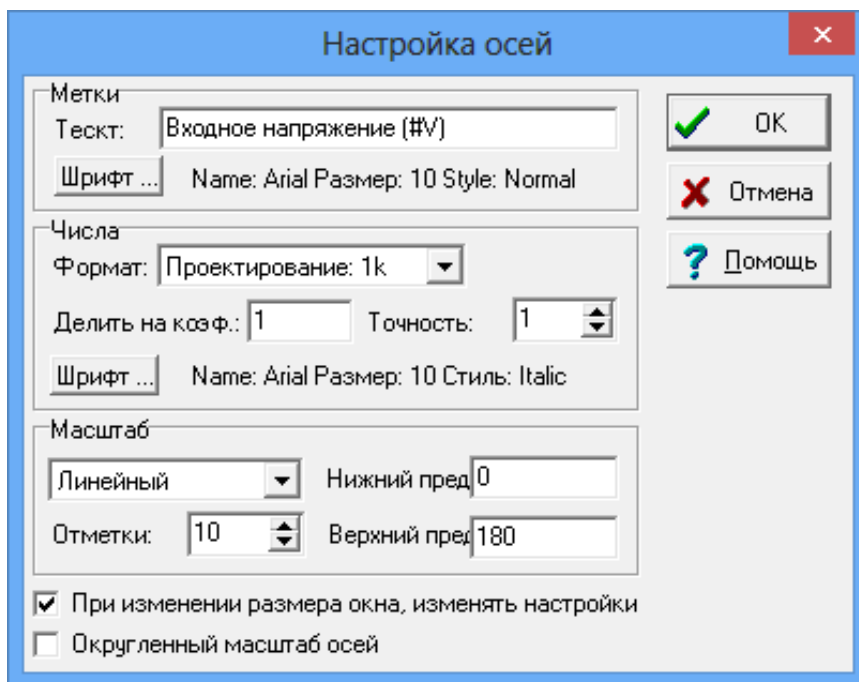 Настройка осей
Метки
Тескт: Входное напряжение (#V)
Шрифт ... Name: Arial Размер: 10 Style: Normal
OK
Отмена
Помощь
Числа
Формат: Проектирование: 1k
Делить на коэф.: 1 Точность: 1
Шрифт ... Name: Arial Размер: 10 Стиль: Italic
Масштаб
Линейный Нижний пред 0
Отметки: 10 Верхний пред 180
При изменении размера окна, изменять настройки
Округленный масштаб осей